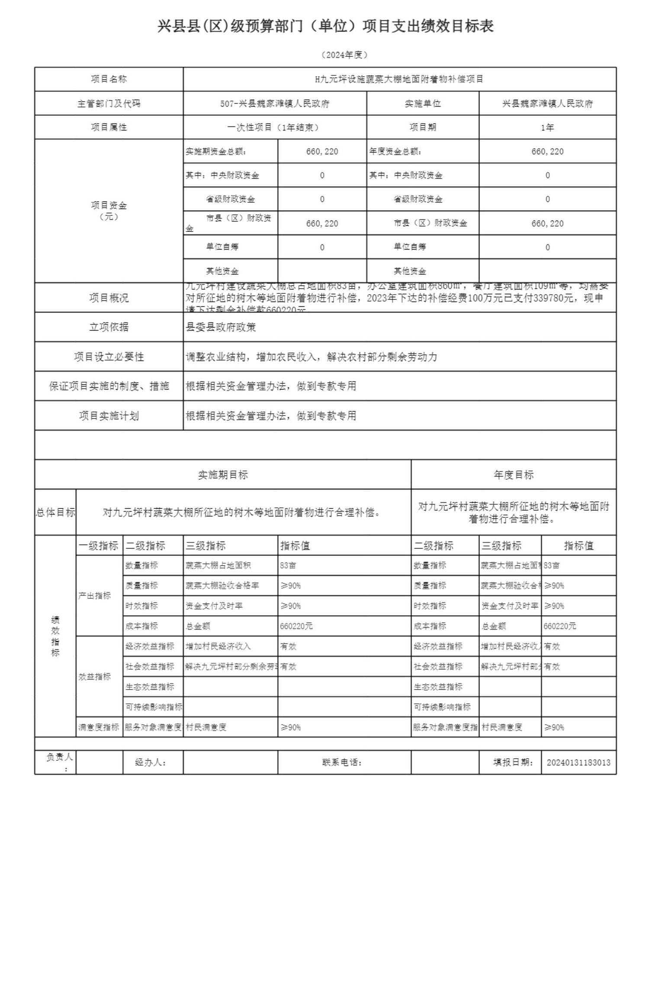 兴县县(区)级预算部门（单位）项目支出绩效目标表
（2024年度）
项目名称 H九元坪设施蔬菜大棚地面附着物补偿项目
主管部门及代码 507-兴县魏家滩镇人民政府 实施单位 兴县魏家滩镇人民政府
项目属性 一次性项目（1年结束） 项目期 1年
项目资金
（元）
实施期资金总额: 660,220 年度资金总额: 660,220
其中: 中央财政资金 0 其中: 中央财政资金 0
省级财政资金 0 省级财政资金 0
市县（区）财政资
金 660,220 市县（区）财政资金 660,220
单位自筹 0 单位自筹 0
其他资金 其他资金
项目概况
九元坪村建设蔬菜大棚总占地面积83亩，办公室建筑面积860㎡，餐厅建筑面积109㎡等，均需要
对所征地的树木等地面附着物进行补偿，2023年下达的补偿经费100万元已支付339780元，现申
请下达剩余补偿款660220元
立项依据 县委县政府政策
项目设立必要性 调整农业结构，增加农民收入，解决农村部分剩余劳动力
保证项目实施的制度、措施 根据相关资金管理办法，做到专款专用
项目实施计划 根据相关资金管理办法，做到专款专用
实施期目标 年度目标
总体目标 对九元坪村蔬菜大棚所征地的树木等地面附着物进行合理补偿。
对九元坪村蔬菜大棚所征地的树木等地面附
着物进行合理补偿。
绩
效
指
标
一级指标 二级指标 三级指标 指标值 二级指标 三级指标 指标值
产出指标
数量指标 蔬菜大棚占地面积 83亩 数量指标 蔬菜大棚占地面 83亩
质量指标 蔬菜大棚验收合格率 ≥90% 质量指标 蔬菜大棚验收合 ≥90%
时效指标 资金支付及时率 ≥90% 时效指标 资金支付及时率 ≥90%
成本指标 总金额 660220元 成本指标 总金额 660220元
效益指标
经济效益指标 增加村民经济收入 有效 经济效益指标 增加村民经济收 有效
社会效益指标 解决九元坪村部分剩余劳 有效 社会效益指标 解决九元坪村部 有效
生态效益指标 生态效益指标
可持续影响指标 可持续影响指标
满意度指标 服务对象满意度 村民满意度 ≥90% 服务对象满意度指 村民满意度 ≥90%
负责人
: 经办人: 联系电话: 填报日期: 20240131183013